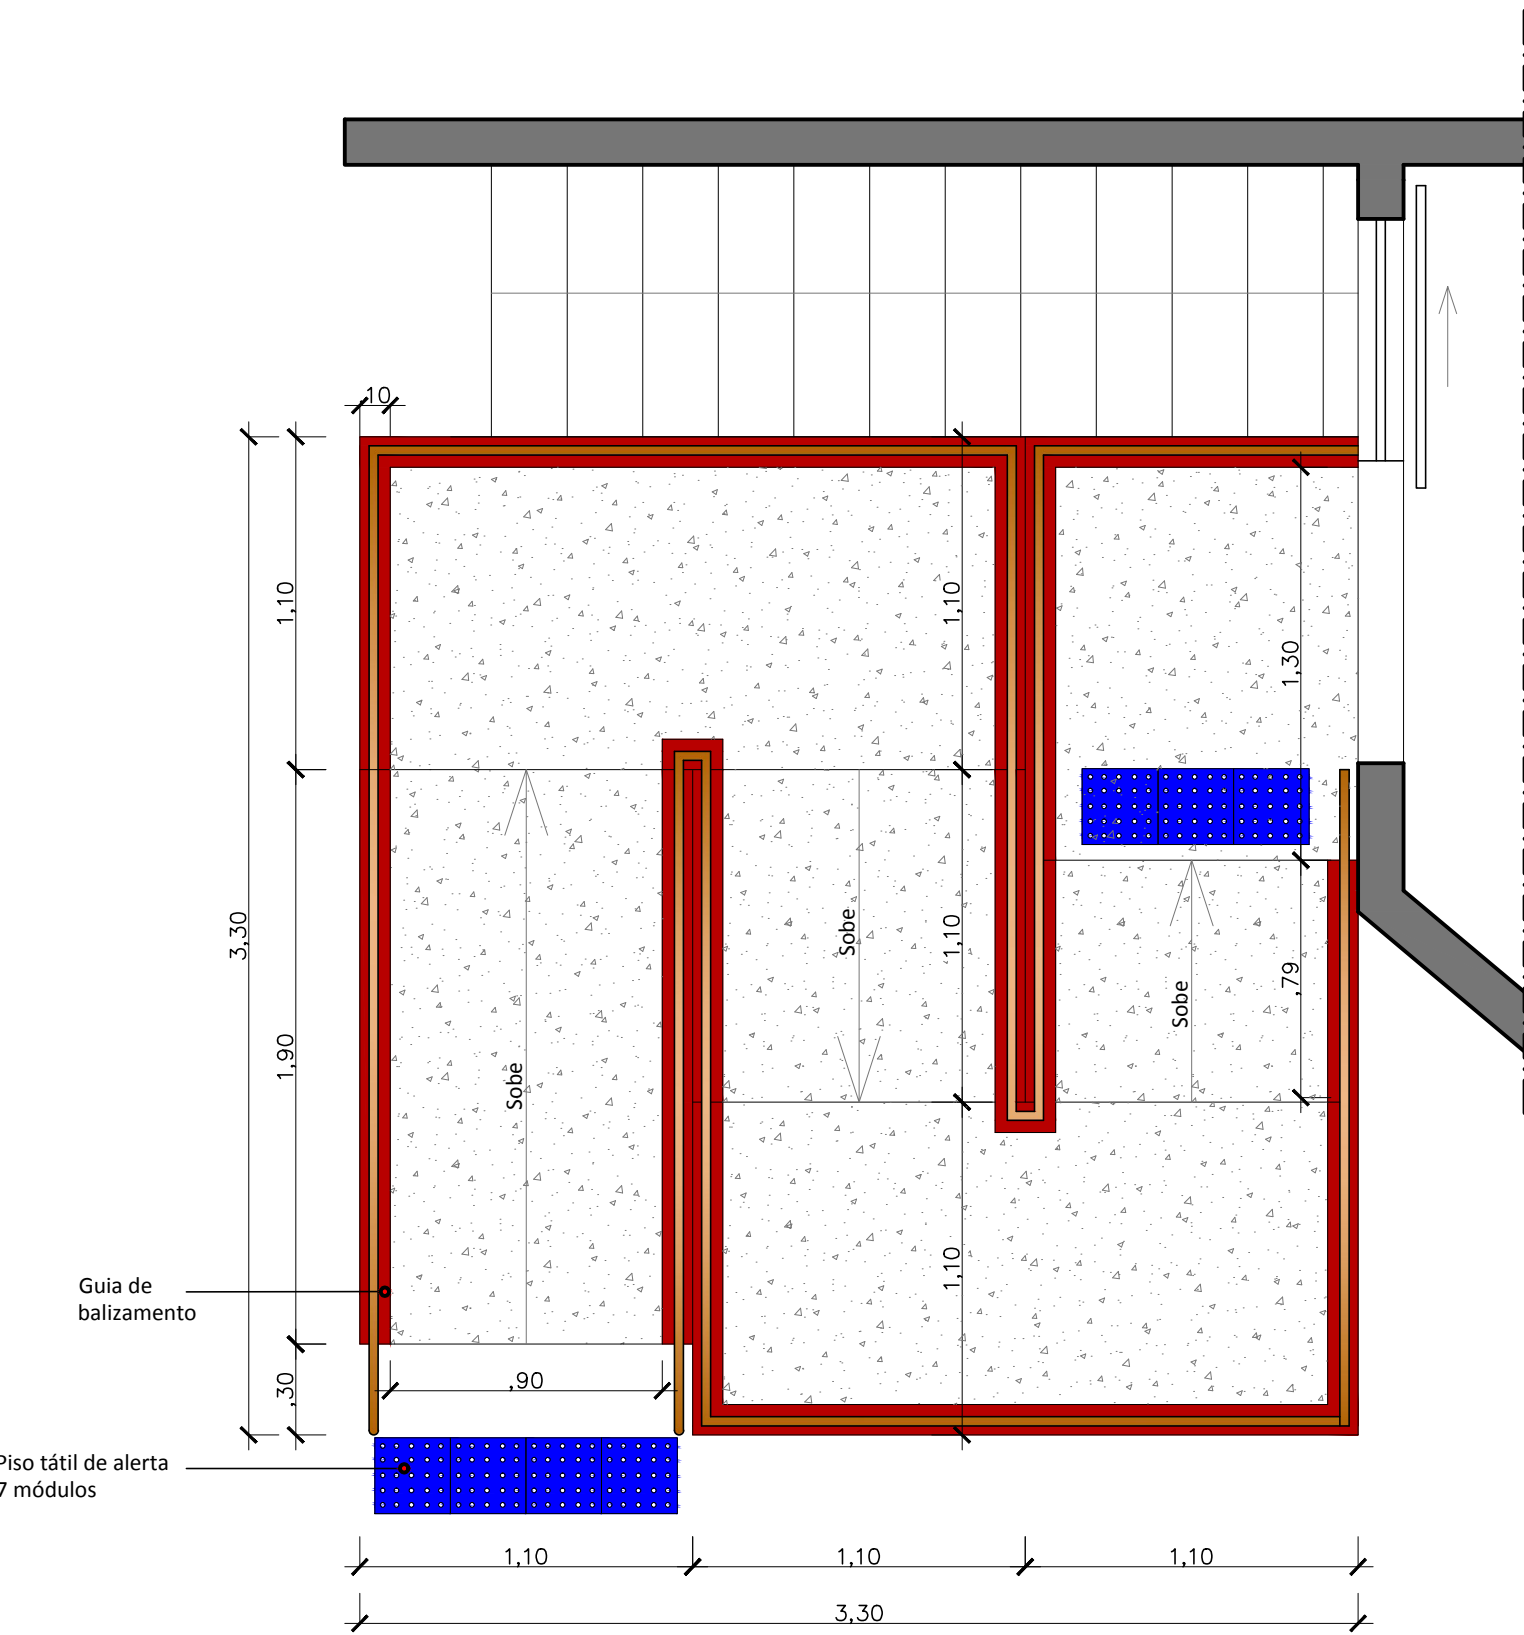 ,10
1,10
1,10
1,30
3,30
Sobe
1,10
,79
Sobe
1,90
Sobe
1,10
Guia de
balizamento
,30
,90
Piso tátil de alerta
7 módulos
1,10
1,10
1,10
3,30